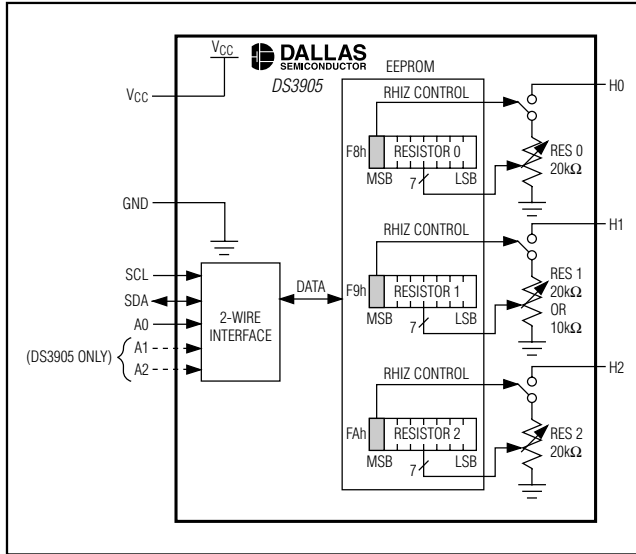 VCC
DALLAS
SEMICONDUCTOR
DS3905
EEPROM
VCC
GND
SCL
SDA
A0
A1
A2
(DS3905 ONLY)
2-WIRE
INTERFACE
DATA
RHIZ CONTROL
F8h
RESISTOR 0
MSB
LSB
7
H0
RES 0
20kΩ
RHIZ CONTROL
F9h
RESISTOR 1
MSB
LSB
7
H1
RES 1
20kΩ
OR
10kΩ
RHIZ CONTROL
FAh
RESISTOR 2
MSB
LSB
7
H2
RES 2
20kΩ